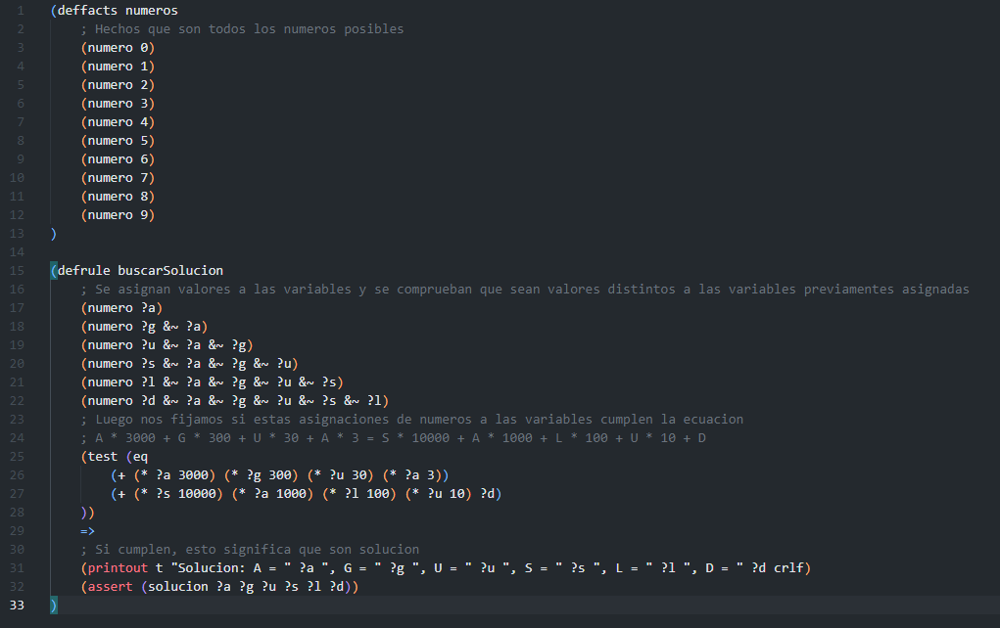 1 (deffacts numeros
2 ; Hechos que son todos los numeros posibles
3 (numero 0)
4 (numero 1)
5 (numero 2)
6 (numero 3)
7 (numero 4)
8 (numero 5)
9 (numero 6)
10 (numero 7)
11 (numero 8)
12 (numero 9)
13 )
14
15 (defrule buscarSolucion
16 ; Se asignan valores a las variables y se comprueban que sean valores distintos a las variables previamentes asignadas
17 (numero ?a)
18 (numero ?g &~ ?a)
19 (numero ?u &~ ?a &~ ?g)
20 (numero ?s &~ ?a &~ ?g &~ ?u)
21 (numero ?l &~ ?a &~ ?g &~ ?u &~ ?s)
22 (numero ?d &~ ?a &~ ?g &~ ?u &~ ?s &~ ?l)
23 ; Luego nos fijamos si estas asignaciones de numeros a las variables cumplen la ecuacion
24 ; A * 3000 + G * 300 + U * 30 + A * 3 = S * 10000 + A * 1000 + L * 100 + U * 10 + D
25 (test (eq
26 (+ (* ?a 3000) (* ?g 300) (* ?u 30) (* ?a 3))
27 (+ (* ?s 10000) (* ?a 1000) (* ?l 100) (* ?u 10) ?d)
28 ))
29 =>
30 ; Si cumplen, esto significa que son solucion
31 (printout t "Solucion: A = " ?a ", G = " ?g ", U = " ?u ", S = " ?s ", L = " ?l ", D = " ?d crlf)
32 (assert (solucion ?a ?g ?u ?s ?l ?d))
33 )